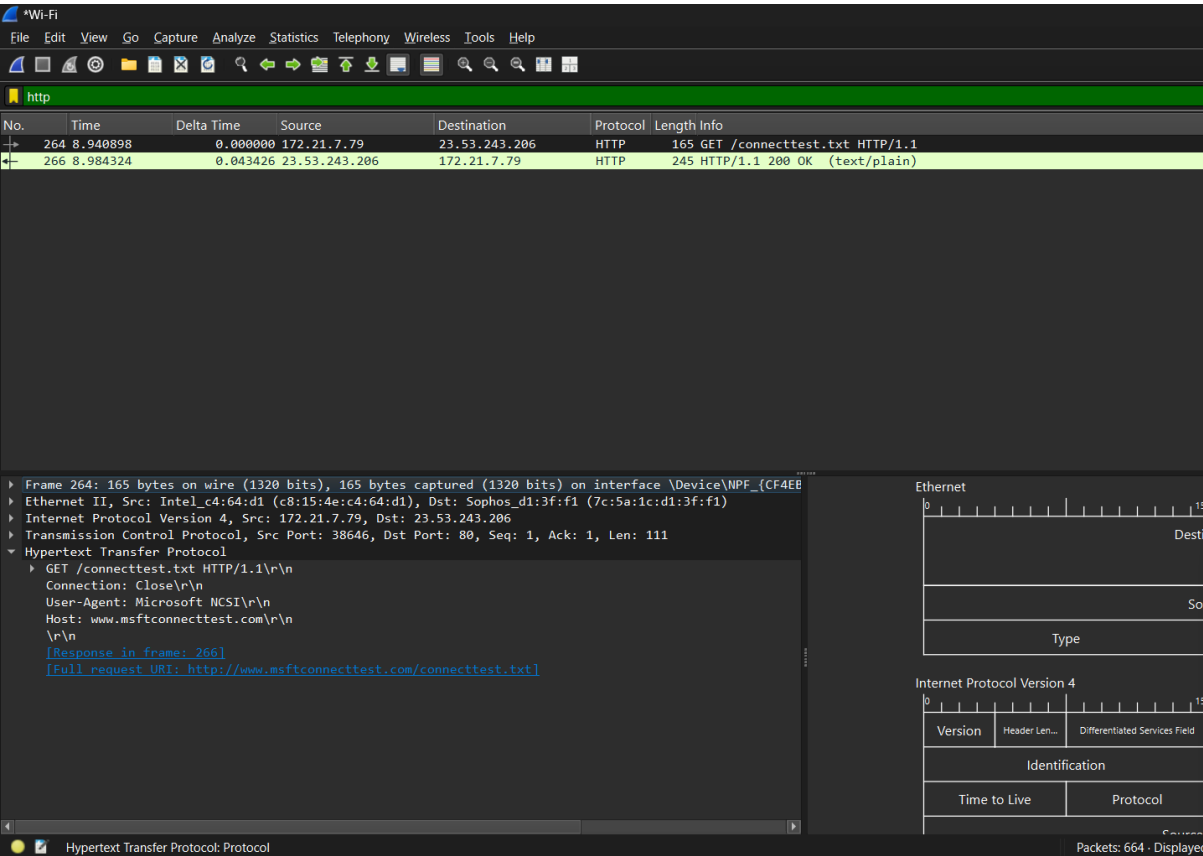 *Wi-Fi
File Edit View Go Capture Analyze Statistics Telephony Wireless Tools Help
http
No. Time Delta Time Source Destination Protocol Length Info
264 8.940898 0.000000 172.21.7.79 23.53.243.206 HTTP 165 GET /connecttest.txt HTTP/1.1
266 8.984324 0.043426 23.53.243.206 172.21.7.79 HTTP 245 HTTP/1.1 200 OK (text/plain)
Frame 264: 165 bytes on wire (1320 bits), 165 bytes captured (1320 bits) on interface \Device\NPF_{CF4EB
Ethernet II, Src: Intel_c4:64:d1 (c8:15:4e:c4:64:d1), Dst: Sophos_d1:3f:f1 (7c:5a:1c:d1:3f:f1)
Internet Protocol Version 4, Src: 172.21.7.79, Dst: 23.53.243.206
Transmission Control Protocol, Src Port: 38646, Dst Port: 80, Seq: 1, Ack: 1, Len: 111
Hypertext Transfer Protocol
GET /connecttest.txt HTTP/1.1\r\n
Connection: Close\r\n
User-Agent: Microsoft NCSI\r\n
Host: www.msftconnecttest.com\r\n
\r\n
[Response in frame: 266]
[Full request URI: http://www.msftconnecttest.com/connecttest.txt]
Ethernet
0 15
Desti
So
Type
Internet Protocol Version 4
0 15
Version Header Len... Differentiated Services Field
Identification
Time to Live Protocol
Source
Hypertext Transfer Protocol: Protocol
Packets: 664 · Displayed